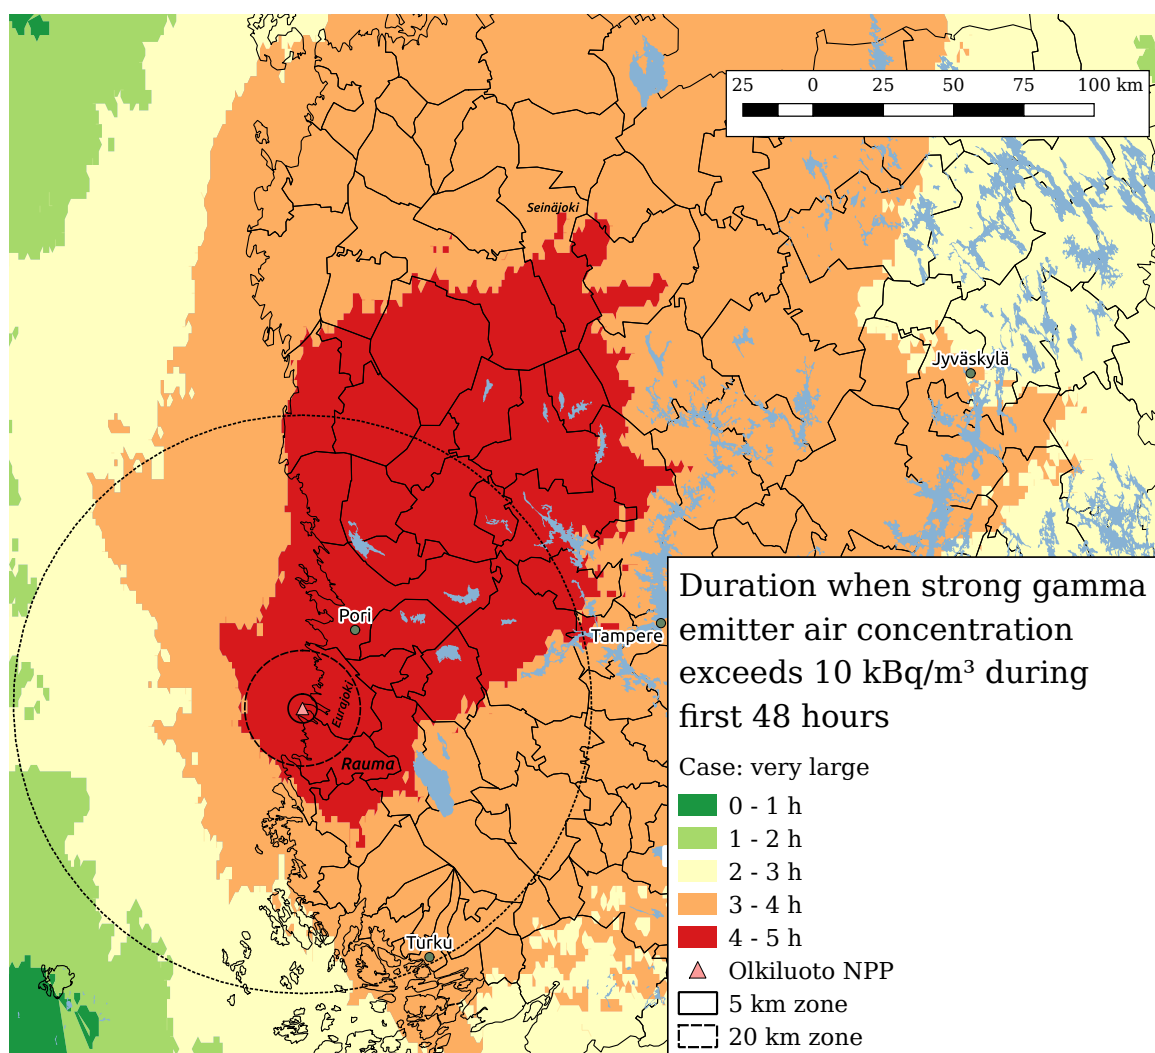 25 0 25 50 75 100 km
Seinäjoki
Jyväskylä
Pori
Tampere
Eurajoki
Rauma
Turku
Duration when strong gamma
emitter air concentration
exceeds 10 kBq/m³ during
first 48 hours
Case: very large
0 - 1 h
1 - 2 h
2 - 3 h
3 - 4 h
4 - 5 h
Olkiluoto NPP
5 km zone
20 km zone